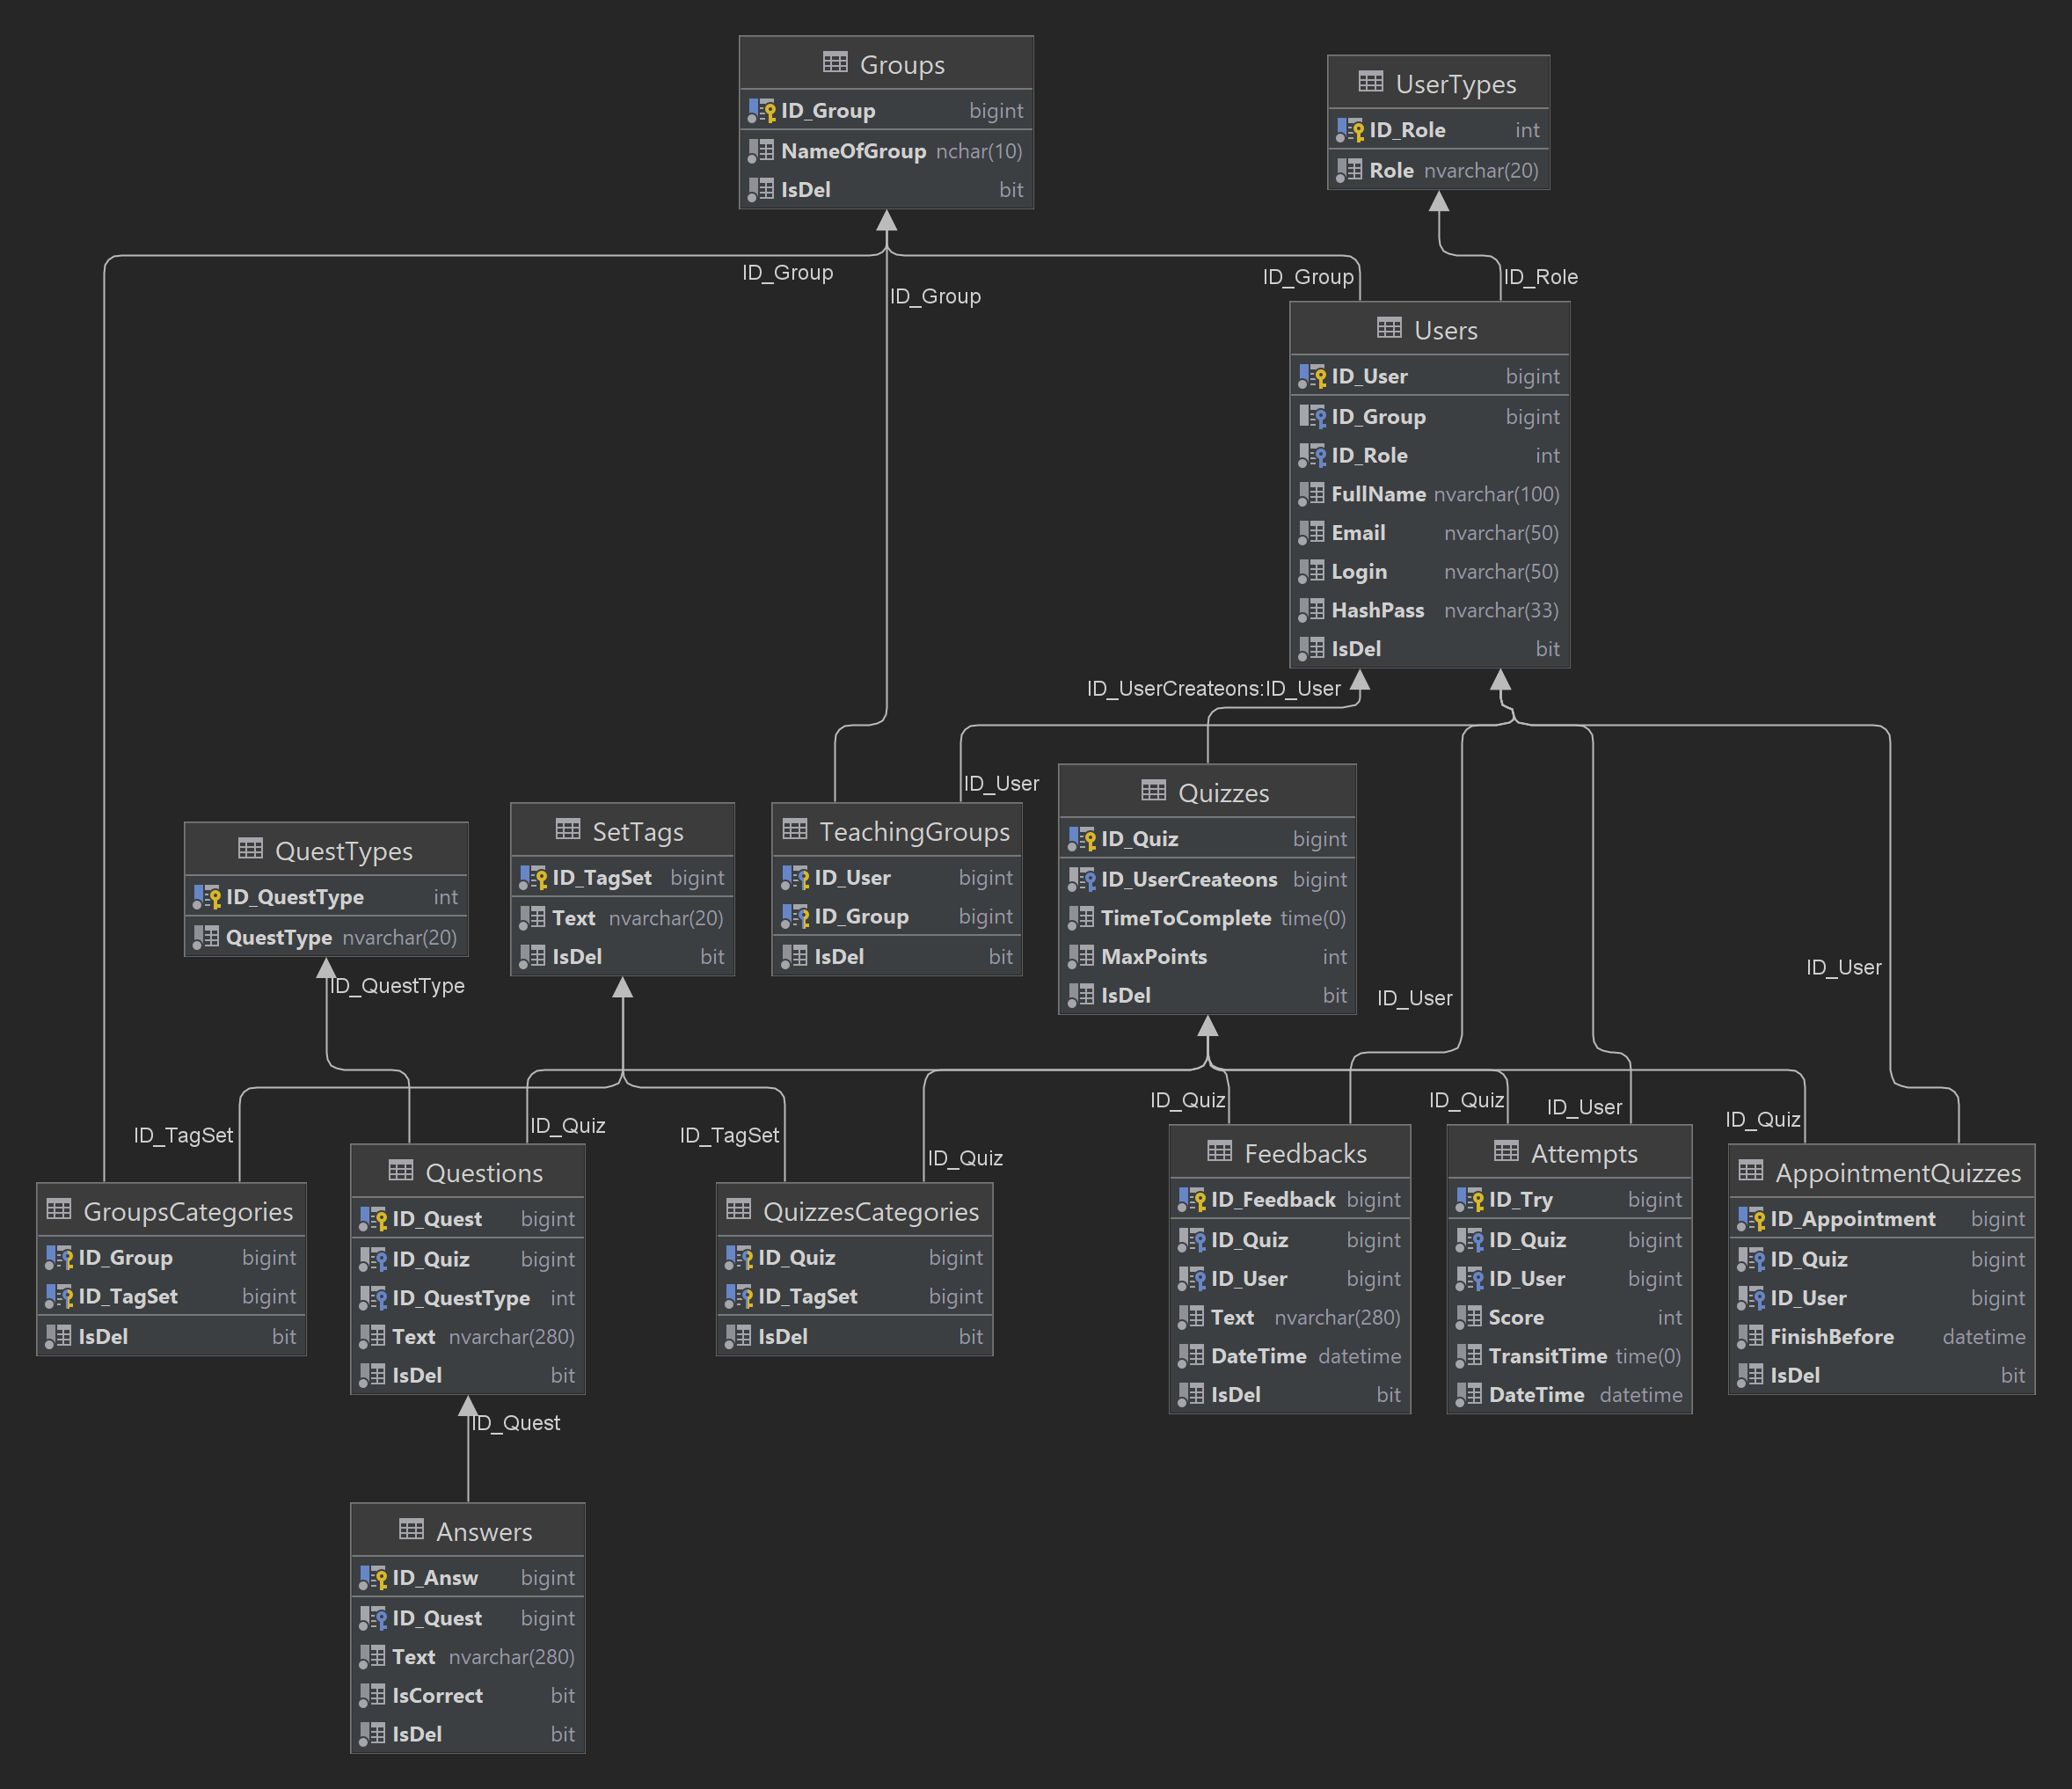 Groups
ID_Group bigint
NameOfGroup nchar(10)
IsDel bit
UserTypes
ID_Role int
Role nvarchar(20)
ID_Group
ID_Group
ID_Group
ID_Role
Users
ID_User bigint
ID_Group bigint
ID_Role int
FullName nvarchar(100)
Email nvarchar(50)
Login nvarchar(50)
HashPass nvarchar(33)
IsDel bit
ID_UserCreateons:ID_User
ID_User
QuestTypes
ID_QuestType int
QuestType nvarchar(20)
SetTags
ID_TagSet bigint
Text nvarchar(20)
IsDel bit
TeachingGroups
ID_User bigint
ID_Group bigint
IsDel bit
Quizzes
ID_Quiz bigint
ID_UserCreateons bigint
TimeToComplete time(0)
MaxPoints int
IsDel bit
ID_QuestType
ID_User
ID_User
ID_TagSet
ID_Quiz
ID_TagSet
ID_Quiz
ID_Quiz
ID_Quiz
ID_User
ID_Quiz
GroupsCategories
ID_Group bigint
ID_TagSet bigint
IsDel bit
Questions
ID_Quest bigint
ID_Quiz bigint
ID_QuestType int
Text nvarchar(280)
IsDel bit
QuizzesCategories
ID_Quiz bigint
ID_TagSet bigint
IsDel bit
Feedbacks
ID_Feedback bigint
ID_Quiz bigint
ID_User bigint
Text nvarchar(280)
DateTime datetime
IsDel bit
Attempts
ID_Try bigint
ID_Quiz bigint
ID_User bigint
Score int
TransitTime time(0)
DateTime datetime
AppointmentQuizzes
ID_Appointment bigint
ID_Quiz bigint
ID_User bigint
FinishBefore datetime
IsDel bit
ID_Quest
Answers
ID_Answ bigint
ID_Quest bigint
Text nvarchar(280)
IsCorrect bit
IsDel bit